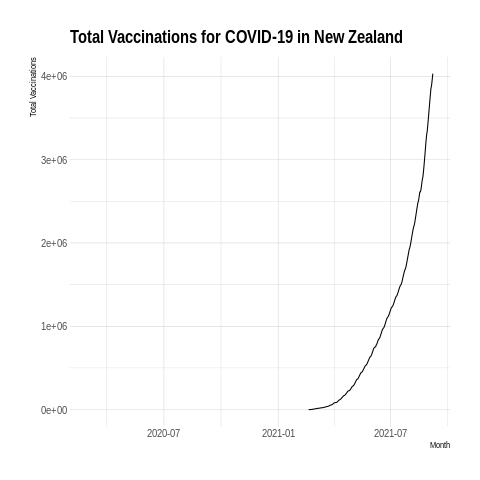 Total Vaccinations for COVID-19 in New Zealand
Total Vaccinations
4e+06
3e+06
2e+06
1e+06
0e+00
2020-07
2021-01
2021-07
Month